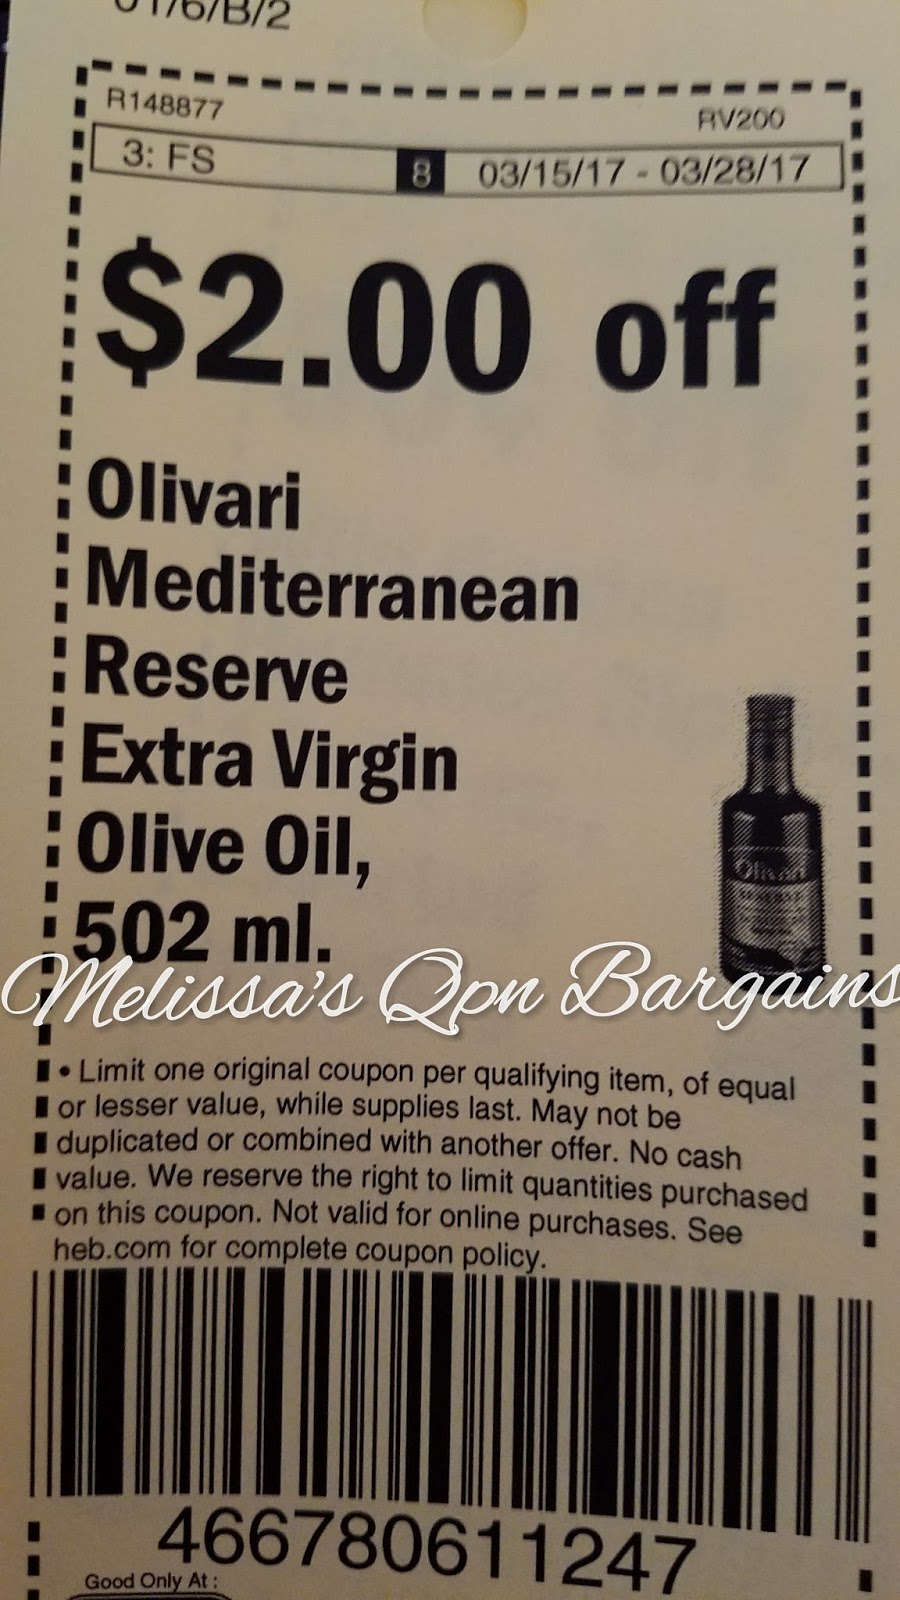 01/6/B/2
R148877
RV200
3: FS 8 03/15/17 - 03/28/17
$2.00 off
Olivari
Mediterranean
Reserve
Extra Virgin
Olive Oil,
502 ml.
Olivari
Melissa's Qpn Bargains
• Limit one original coupon per qualifying item, of equal
or lesser value, while supplies last. May not be
duplicated or combined with another offer. No cash
value. We reserve the right to limit quantities purchased
on this coupon. Not valid for online purchases. See
heb.com for complete coupon policy.
466780611247
Good Only At :